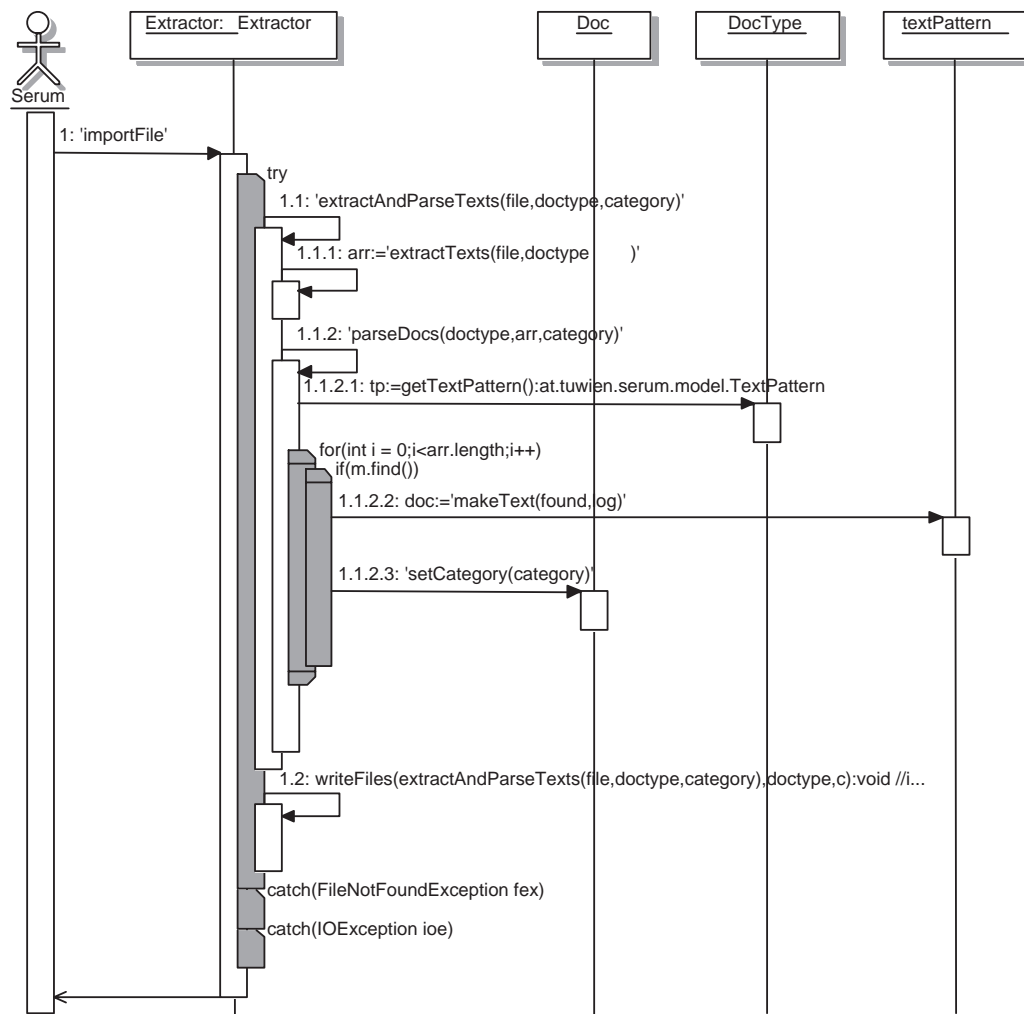 Extractor: Extractor
Doc
DocType
textPattern
Serum
1: 'importFile'
try
1.1: 'extractAndParseTexts(file,doctype,category)'
1.1.1: arr:='extractTexts(file,doctype )'
1.1.2: 'parseDocs(doctype,arr,category)'
1.1.2.1: tp:=getTextPattern():at.tuwien.serum.model.TextPattern
for(int i = 0;i<arr.length;i++)
if(m.find())
1.1.2.2: doc:='makeText(found,log)'
1.1.2.3: 'setCategory(category)'
1.2: writeFiles(extractAndParseTexts(file,doctype,category),doctype,c):void //i...
catch(FileNotFoundException fex)
catch(IOException ioe)